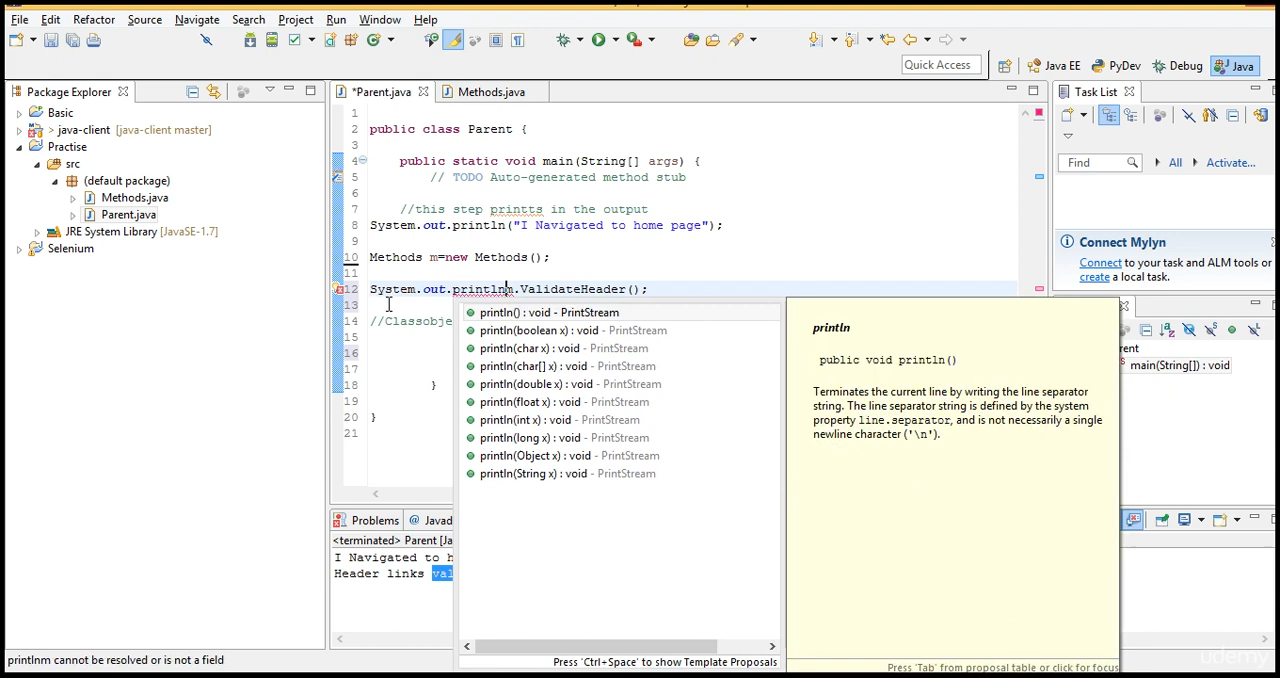 File Edit Refactor Source Navigate Search Project Run Window Help
Quick Access
Java EE PyDev Debug Java
Package Explorer
Basic
> java-client [java-client master]
Practise
src
(default package)
Methods.java
Parent.java
JRE System Library [JavaSE-1.7]
Selenium
*Parent.java Methods.java
1
2 public class Parent {
3
4 public static void main(String[] args) {
5 // TODO Auto-generated method stub
6
7 //this step printts in the output
8 System.out.println("I Navigated to home page");
9
10 Methods m=new Methods();
11
12 System.out.printlnm.ValidateHeader();
13
14 //Classobje
15
16
17
18 }
19
20 }
21
println() : void - PrintStream
println(boolean x) : void - PrintStream
println(char x) : void - PrintStream
println(char[] x) : void - PrintStream
println(double x) : void - PrintStream
println(float x) : void - PrintStream
println(int x) : void - PrintStream
println(long x) : void - PrintStream
println(Object x) : void - PrintStream
println(String x) : void - PrintStream
Press 'Ctrl+Space' to show Template Proposals
println
public void println()
Terminates the current line by writing the line separator
string. The line separator string is defined by the system
property line.separator, and is not necessarily a single
newline character ('\n').
Press 'Tab' from proposal table or click for focus
Task List
Find All Activate...
Connect Mylyn
Connect to your task and ALM tools or
create a local task.
main(String[]) : void
Problems @ Javad
<terminated> Parent [Ja
I Navigated to h
Header links val
printlnm cannot be resolved or is not a field
udemy